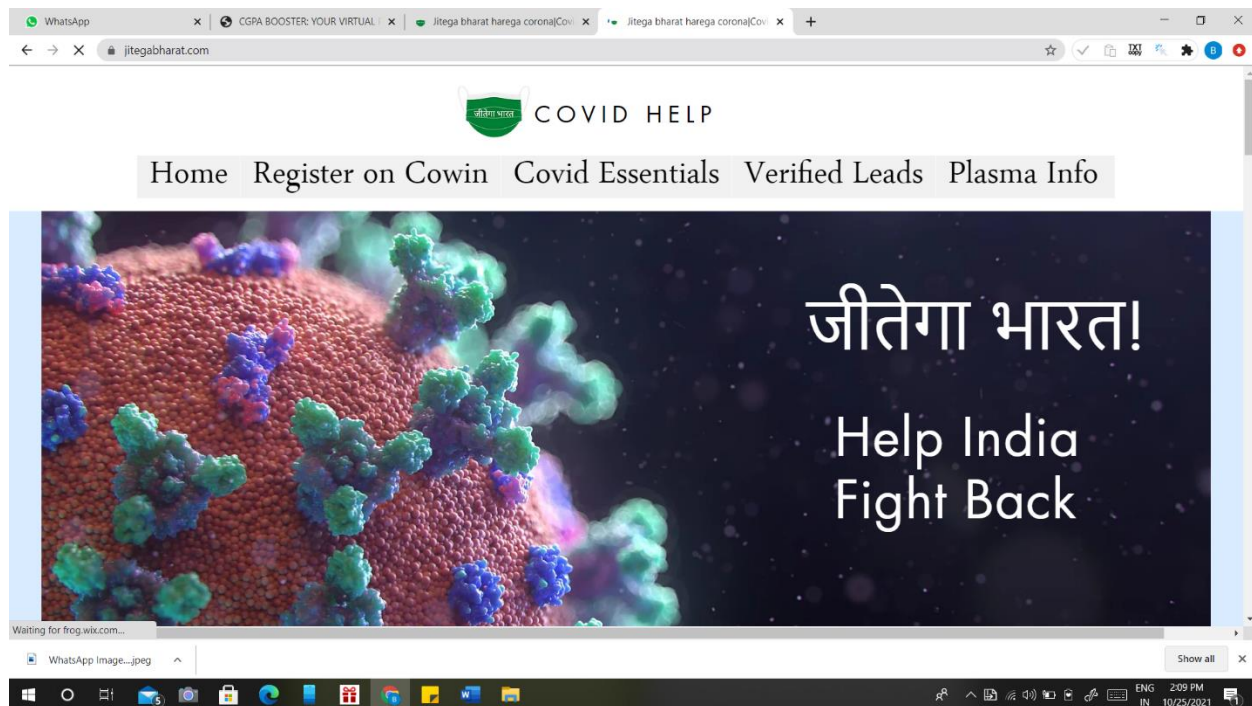 WhatsApp
CGPA BOOSTER: YOUR VIRTUAL
Jitega bharat harega corona|Cov
Jitega bharat harega corona|Cov
jitegabharat.com
जीतेगा भारत
COVID HELP
Home Register on Cowin Covid Essentials Verified Leads Plasma Info
जीतेगा भारत!
Help India
Fight Back
Waiting for frog.wix.com...
WhatsApp Image....jpeg
Show all
ENG 2:09 PM
IN 10/25/2021